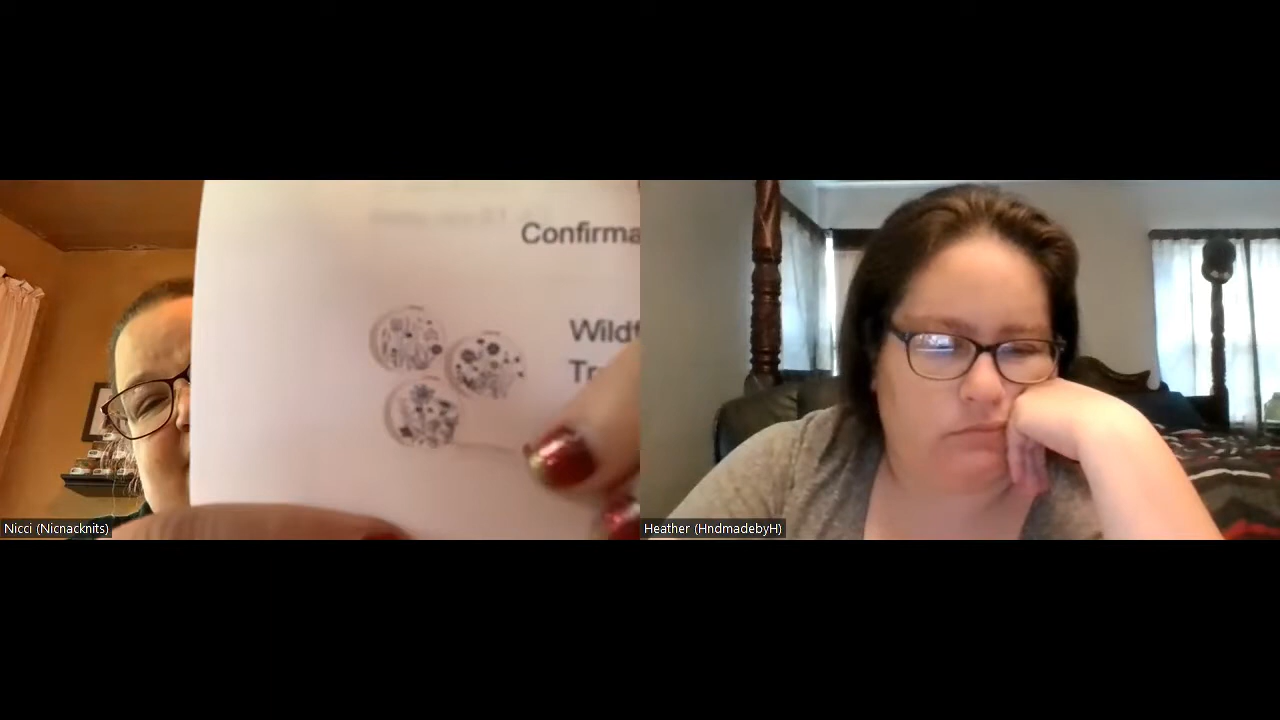 Confirma
Wildf
Tr
Nicci (Nicnacknits)
Heather (HndmadebyH)